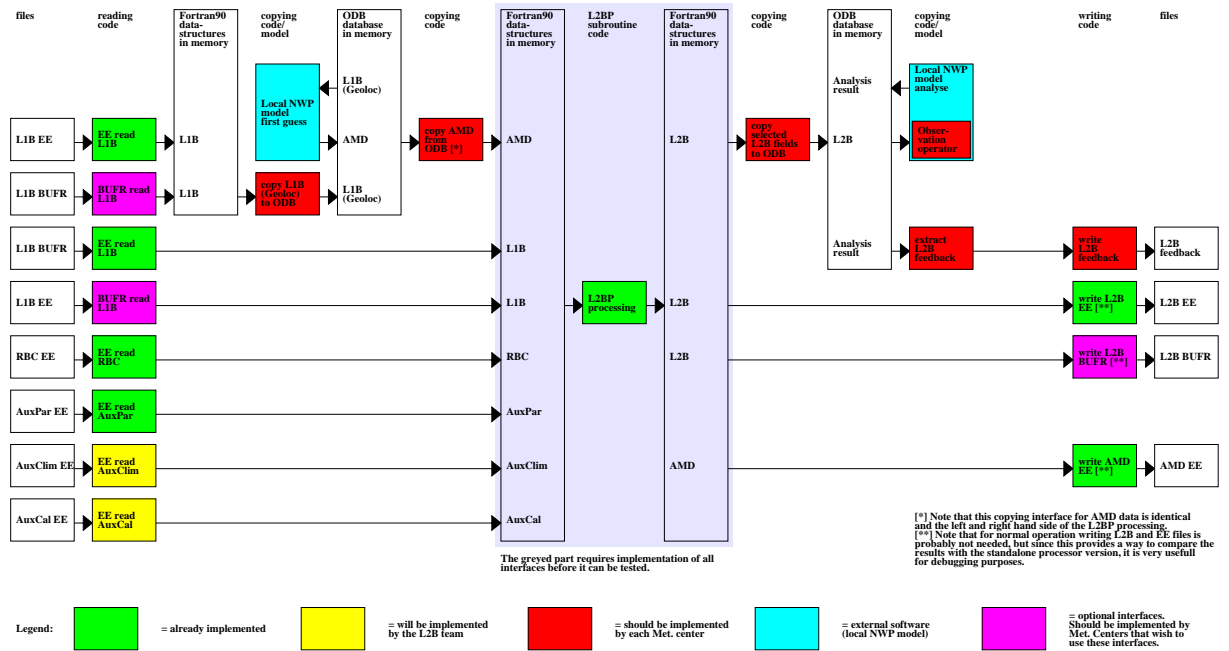 files
reading
code
Fortran90
data-
structures
in memory
copying
code/
model
ODB
database
in memory
copying
code
Fortran90
data-
structures
in memory
L2BP
subroutine
code
Fortran90
data-
structures
in memory
copying
code
ODB
database
in memory
copying
code/
model
writing
code
files
L1B
(Geoloc)
Local NWP
model
first guess
Analysis
result
Local NWP
model
analyse
L1B EE
EE read
L1B
L1B
AMD
copy AMD
from
ODB [*]
AMD
L2B
copy
selected
L2B fields
to ODB
L2B
Obser-
vation
operator
L1B BUFR
BUFR read
L1B
L1B
copy L1B
(Geoloc)
to ODB
L1B
(Geoloc)
L1B BUFR
EE read
L1B
L1B
Analysis
result
extract
L2B
feedback
write
L2B
feedback
L2B
feedback
L1B EE
BUFR read
L1B
L1B
L2BP
processing
L2B
write L2B
EE [**]
L2B EE
RBC EE
EE read
RBC
RBC
L2B
write L2B
BUFR [**]
L2B BUFR
AuxPar EE
EE read
AuxPar
AuxPar
AuxClim EE
EE read
AuxClim
AuxClim
AMD
write AMD
EE [**]
AMD EE
AuxCal EE
EE read
AuxCal
AuxCal
[*] Note that this copying interface for AMD data is identical
and the left and right hand side of the L2BP processing.
[**] Note that for normal operation writing L2B and EE files is
probably not needed, but since this provides a way to compare the
results with the standalone processor version, it is very usefull
for debugging purposes.
The greyed part requires implementation of all
interfaces before it can be tested.
Legend:
= already implemented
= will be implemented
by the L2B team
= should be implemented
by each Met. center
= external software
(local NWP model)
= optional interfaces.
Should be implemented by
Met. Centers that wish to
use these interfaces.